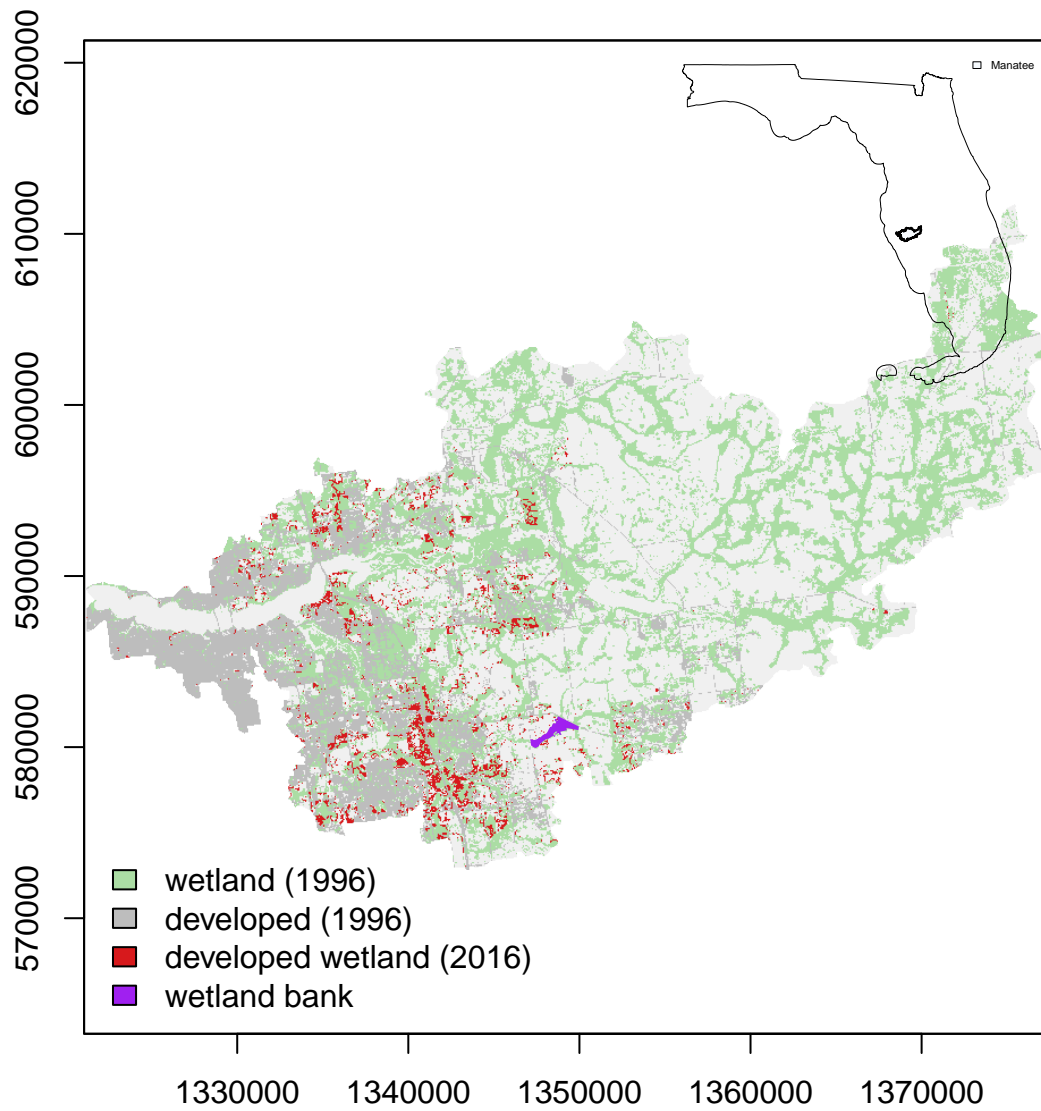 620000
610000
600000
590000
580000
570000
Manatee
wetland (1996)
developed (1996)
developed wetland (2016)
wetland bank
1330000 1340000 1350000 1360000 1370000